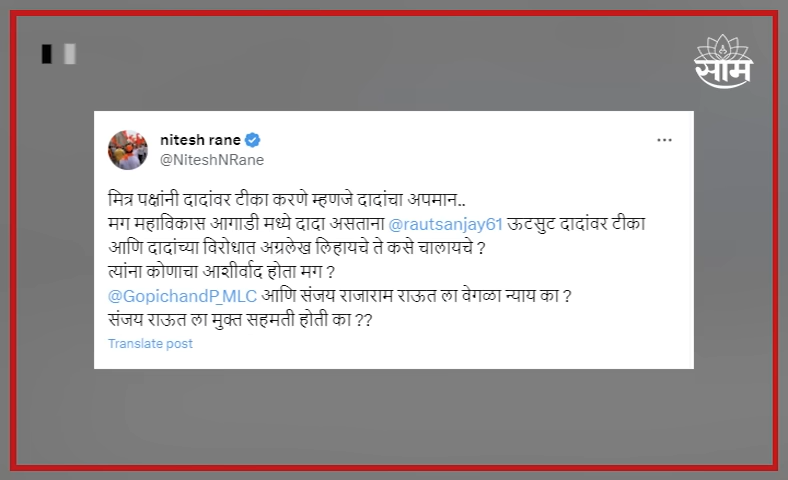 साम
nitesh rane
@NiteshNRane
मित्र पक्षांनी दादांवर टीका करणे म्हणजे दादांचा अपमान..
मग महाविकास आगाडी मध्ये दादा असताना @rautsanjay61 ऊटसुट दादांवर टीका
आणि दादांच्या विरोधात अग्रलेख लिहायचे ते कसे चालायचे ?
त्यांना कोणाचा आशीर्वाद होता मग ?
@GopichandP_MLC आणि संजय राजाराम राऊत ला वेगळा न्याय का ?
संजय राऊत ला मुक्त सहमती होती का ??
Translate post